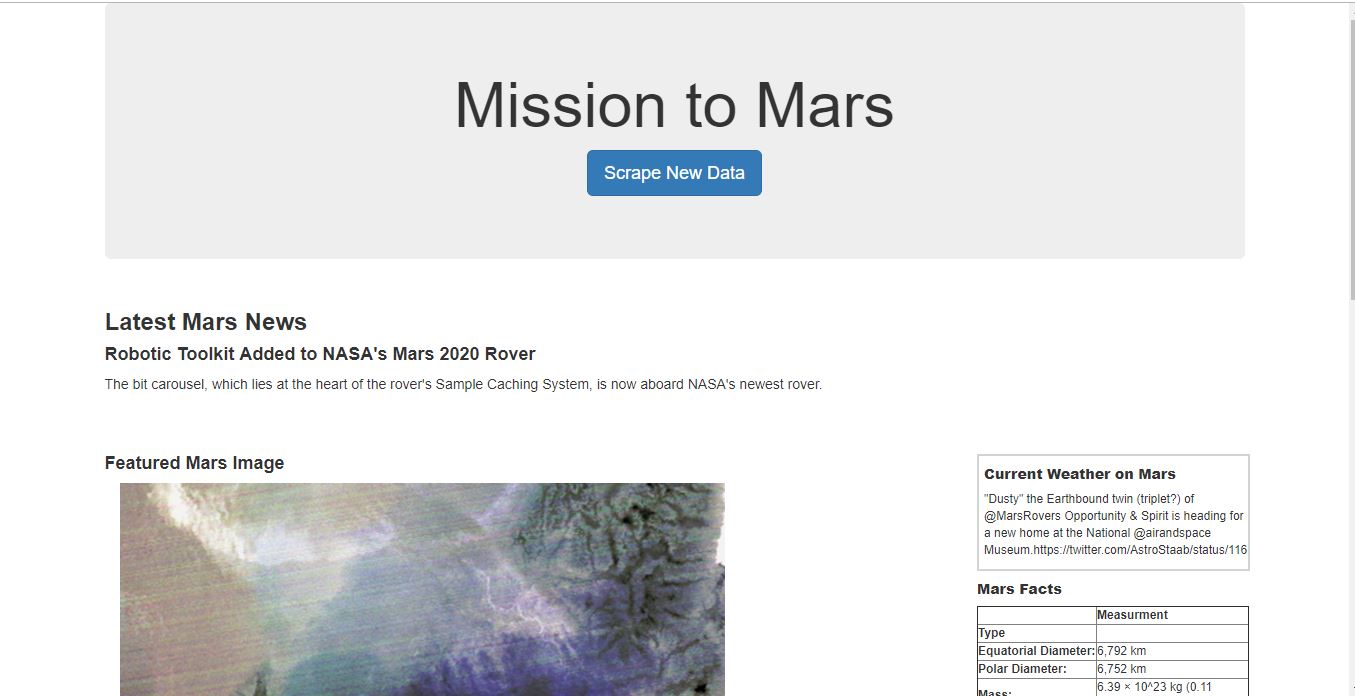 Mission to Mars
Scrape New Data
Latest Mars News
Robotic Toolkit Added to NASA's Mars 2020 Rover
The bit carousel, which lies at the heart of the rover's Sample Caching System, is now aboard NASA's newest rover.
Featured Mars Image
Current Weather on Mars
"Dusty" the Earthbound twin (triplet?) of
@MarsRovers Opportunity & Spirit is heading for
a new home at the National @airandspace
Museum.https://twitter.com/AstroStaab/status/116
Mars Facts
Measurment
Type
Equatorial Diameter: 6,792 km
Polar Diameter: 6,752 km
Mass: 6.39 × 10^23 kg (0.11